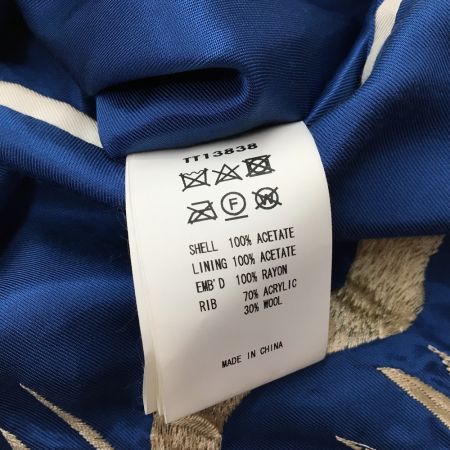 TT13838
F W
SHELL 100% ACETATE
LINING 100% ACETATE
EMB'D 100% RAYON
RIB 70% ACRYLIC
30% WOOL
MADE IN CHINA